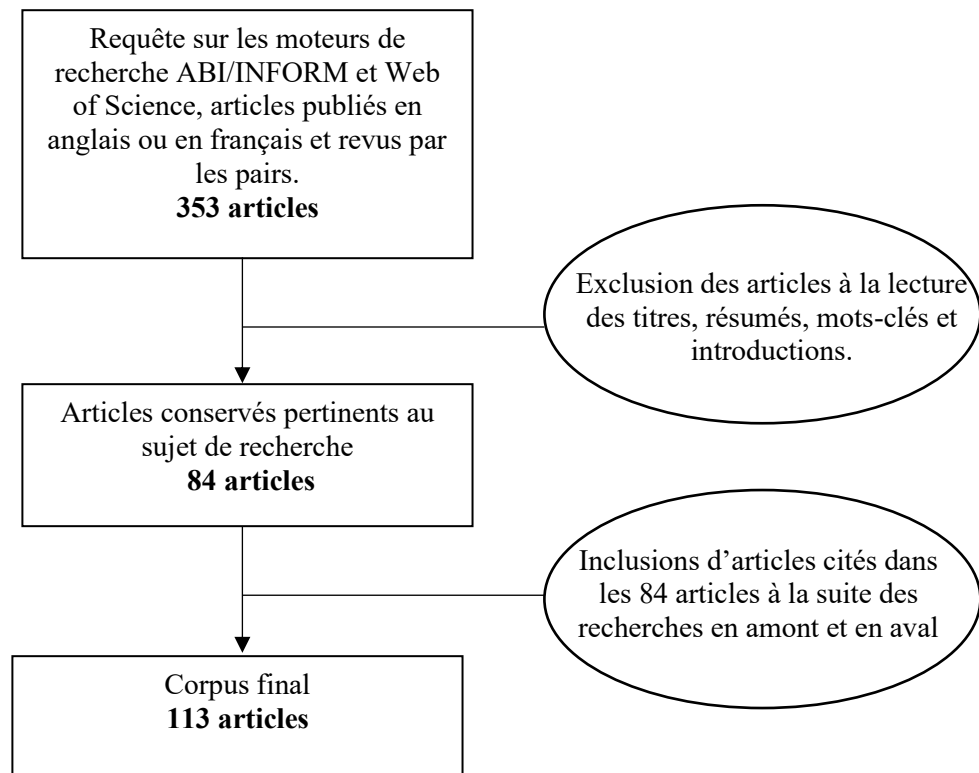 Requête sur les moteurs de
recherche ABI/INFORM et Web
of Science, articles publiés en
anglais ou en français et revus par
les pairs.
353 articles
Exclusion des articles à la lecture
des titres, résumés, mots-clés et
introductions.
Articles conservés pertinents au
sujet de recherche
84 articles
Inclusions d’articles cités dans
les 84 articles à la suite des
recherches en amont et en aval
Corpus final
113 articles